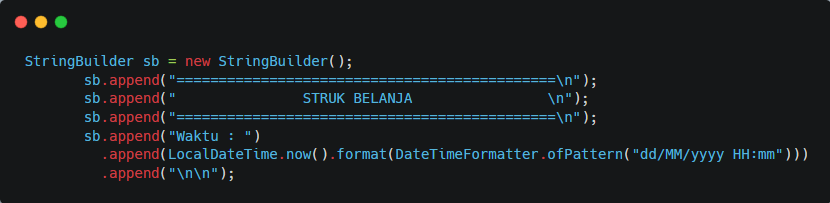 StringBuilder sb = new StringBuilder();
       sb.append("=============================================\n");
       sb.append("               STRUK BELANJA                \n");
       sb.append("=============================================\n");
       sb.append("Waktu : ")
         .append(LocalDateTime.now().format(DateTimeFormatter.ofPattern("dd/MM/yyyy HH:mm")))
         .append("\n\n");